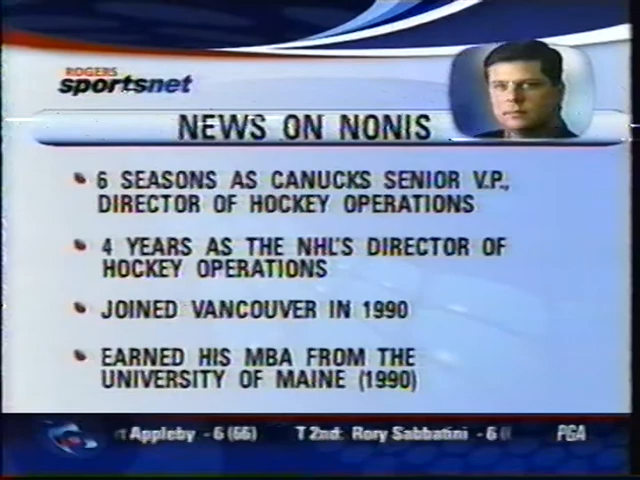 ROGERS
sportsnet
NEWS ON NONIS
6 SEASONS AS CANUCKS SENIOR V.P.,
DIRECTOR OF HOCKEY OPERATIONS
4 YEARS AS THE NHL'S DIRECTOR OF
HOCKEY OPERATIONS
JOINED VANCOUVER IN 1990
EARNED HIS MBA FROM THE
UNIVERSITY OF MAINE (1990)
Appleby - 6 (66) T 2nd: Rory Sabbatini - 6 PGA